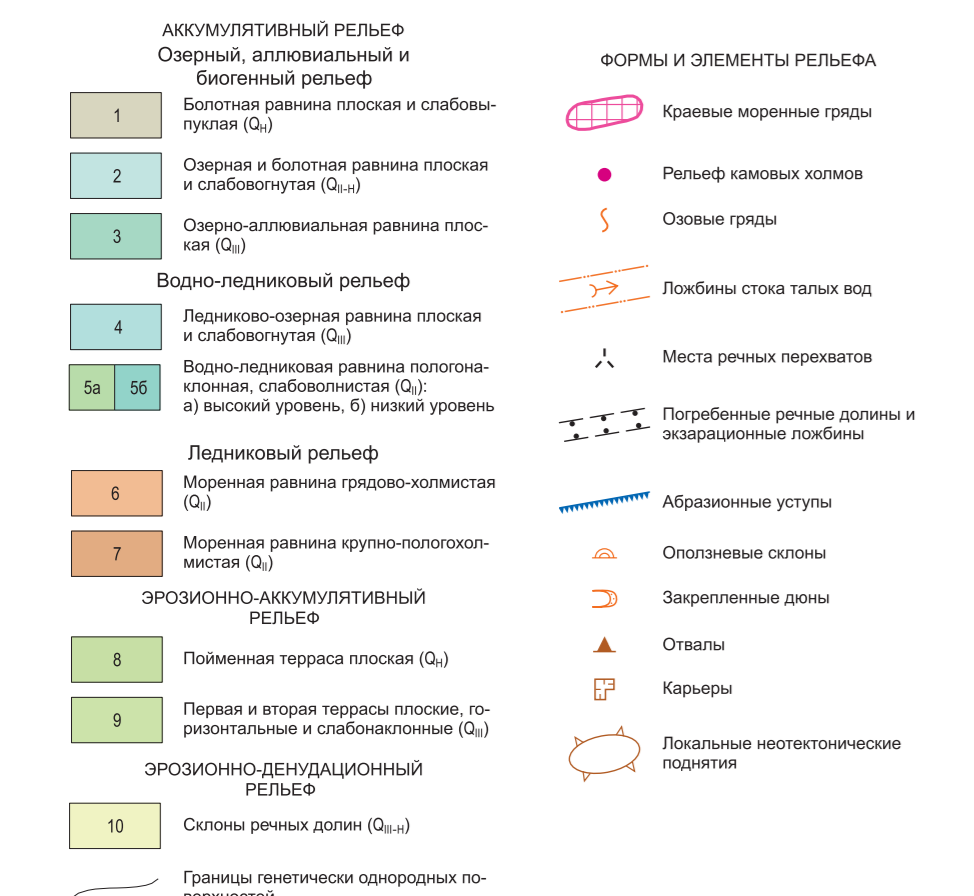 АККУМУЛЯТИВНЫЙ РЕЛЬЕФ
Озерный, аллювиальный и
биогенный рельеф
1
Болотная равнина плоская и слабовы-
пуклая (QH)
2
Озерная и болотная равнина плоская
и слабовогнутая (QII-H)
3
Озерно-аллювиальная равнина плос-
кая (QIII)
Водно-ледниковый рельеф
4
Ледниково-озерная равнина плоская
и слабовогнутая (QIII)
5а 5б
Водно-ледниковая равнина полого­на-
клонная, слабоволнистая (QII):
а) высокий уровень, б) низкий уровень
Ледниковый рельеф
6
Моренная равнина грядово-холмистая
(QII)
7
Моренная равнина крупно-пологохол-
мистая (QII)
ЭРОЗИОННО-АККУМУЛЯТИВНЫЙ
РЕЛЬЕФ
8
Пойменная терраса плоская (QH)
9
Первая и вторая террасы плоские, го-
ризонтальные и слабонаклонные (QIII)
ЭРОЗИОННО-ДЕНУДАЦИОННЫЙ
РЕЛЬЕФ
10
Склоны речных долин (QIII-H)
Границы генетически однородных по-
верхностей
ФОРМЫ И ЭЛЕМЕНТЫ РЕЛЬЕФА
Краевые моренные гряды
Рельеф камовых холмов
Озовые гряды
Ложбины стока талых вод
Места речных перехватов
Погребенные речные долины и
экзарационные ложбины
Абразионные уступы
Оползневые склоны
Закрепленные дюны
Отвалы
Карьеры
Локальные неотектонические
поднятия